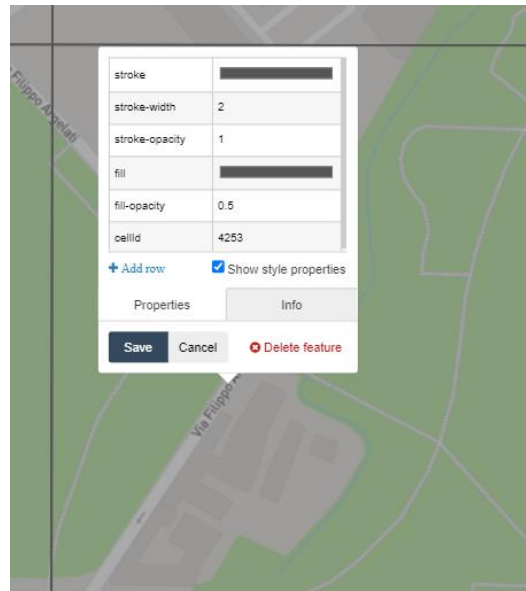 Filippo Argelati
stroke
stroke-width 2
stroke-opacity 1
fill
fill-opacity 0.5
cellId 4253
+ Add row Show style properties
Properties Info
Save Cancel Delete feature
Via Filippo